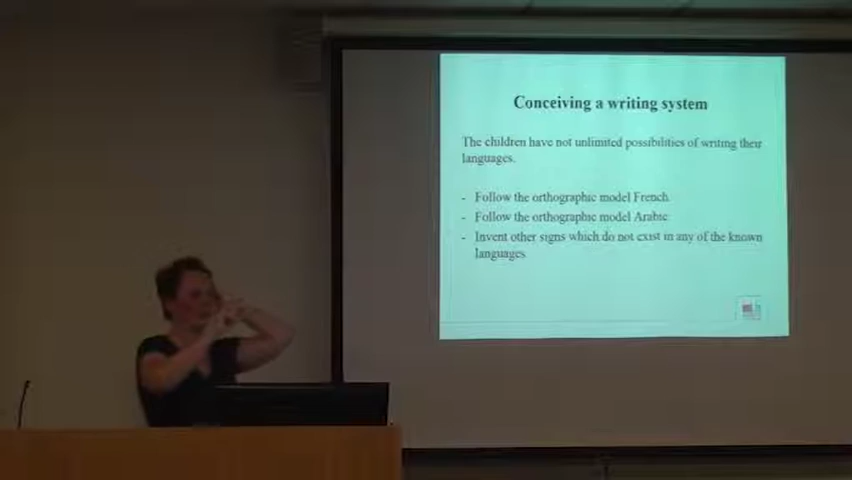 Conceiving a writing system
The children have not unlimited possibilities of writing their
languages.
- Follow the orthographic model French
- Follow the orthographic model Arabic
- Invent other signs which do not exist in any of the known
languages